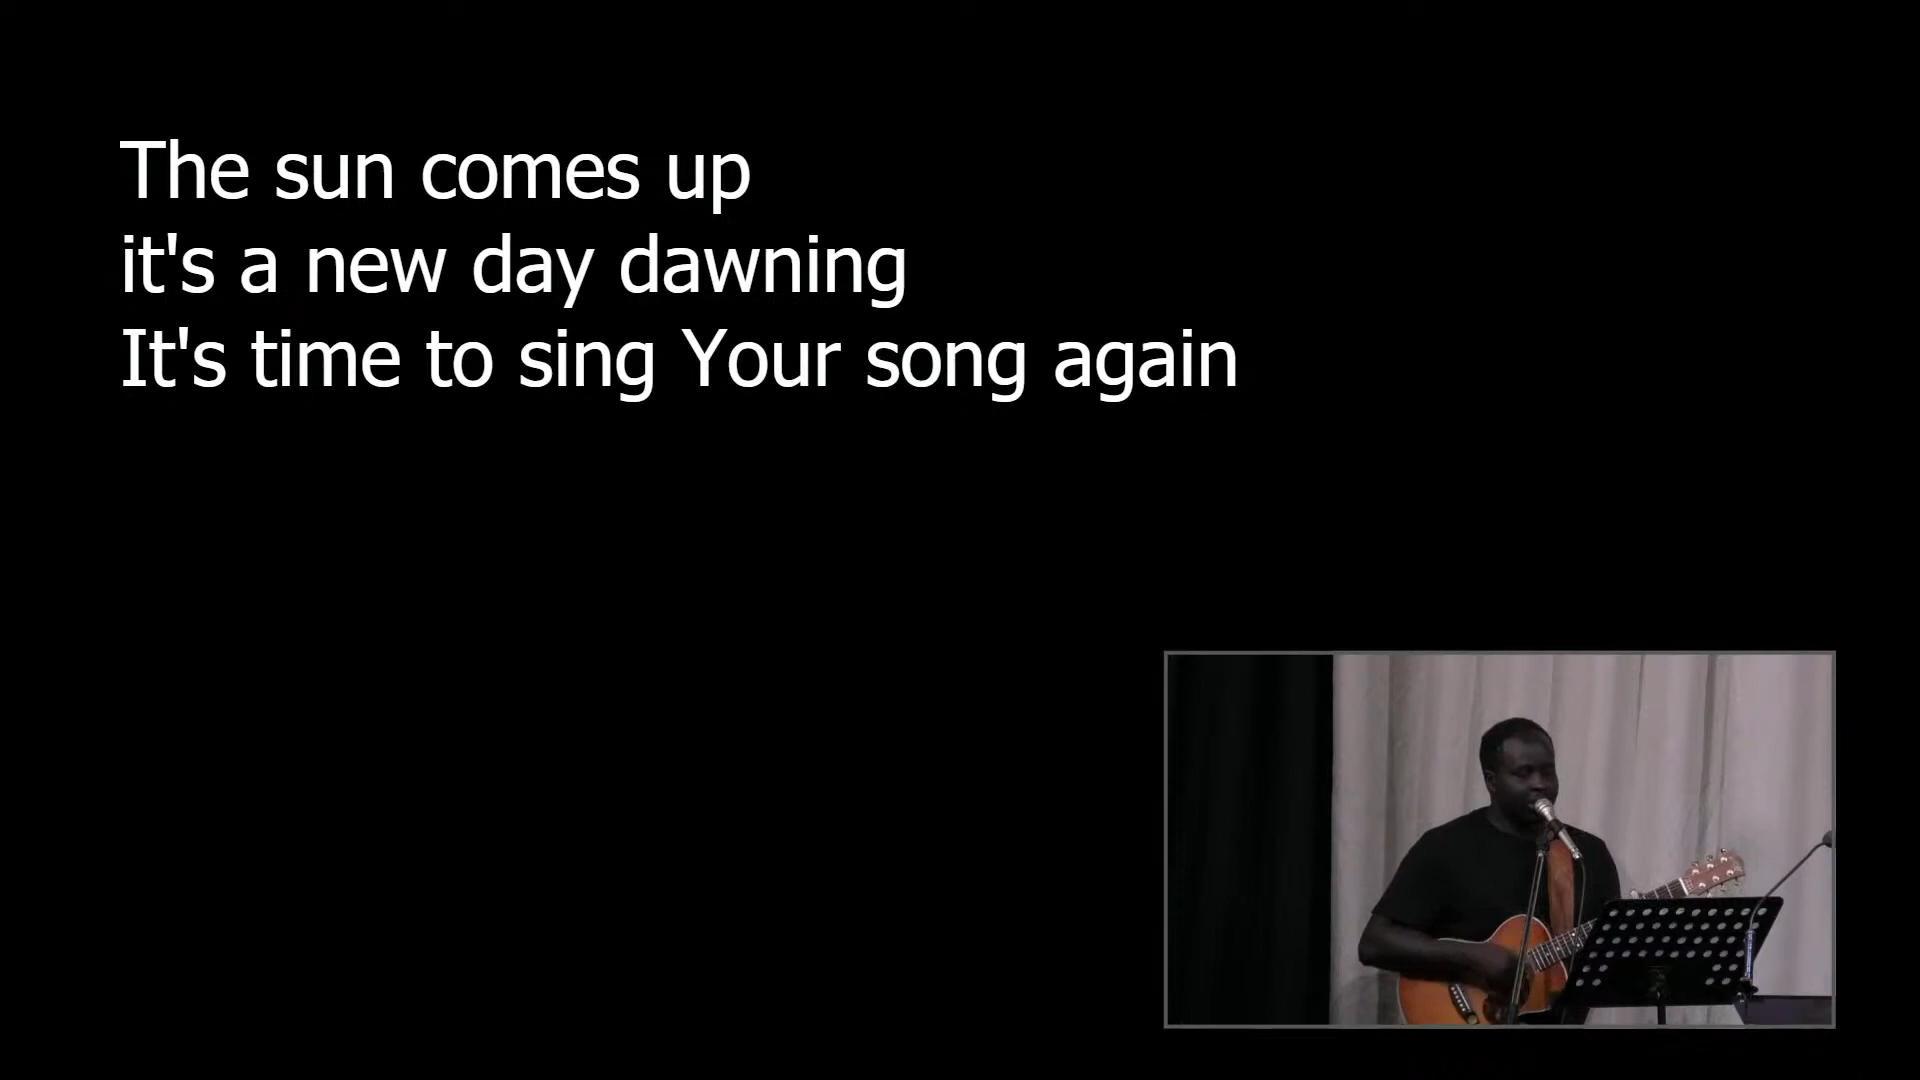 The sun comes up
it's a new day dawning
It's time to sing Your song again